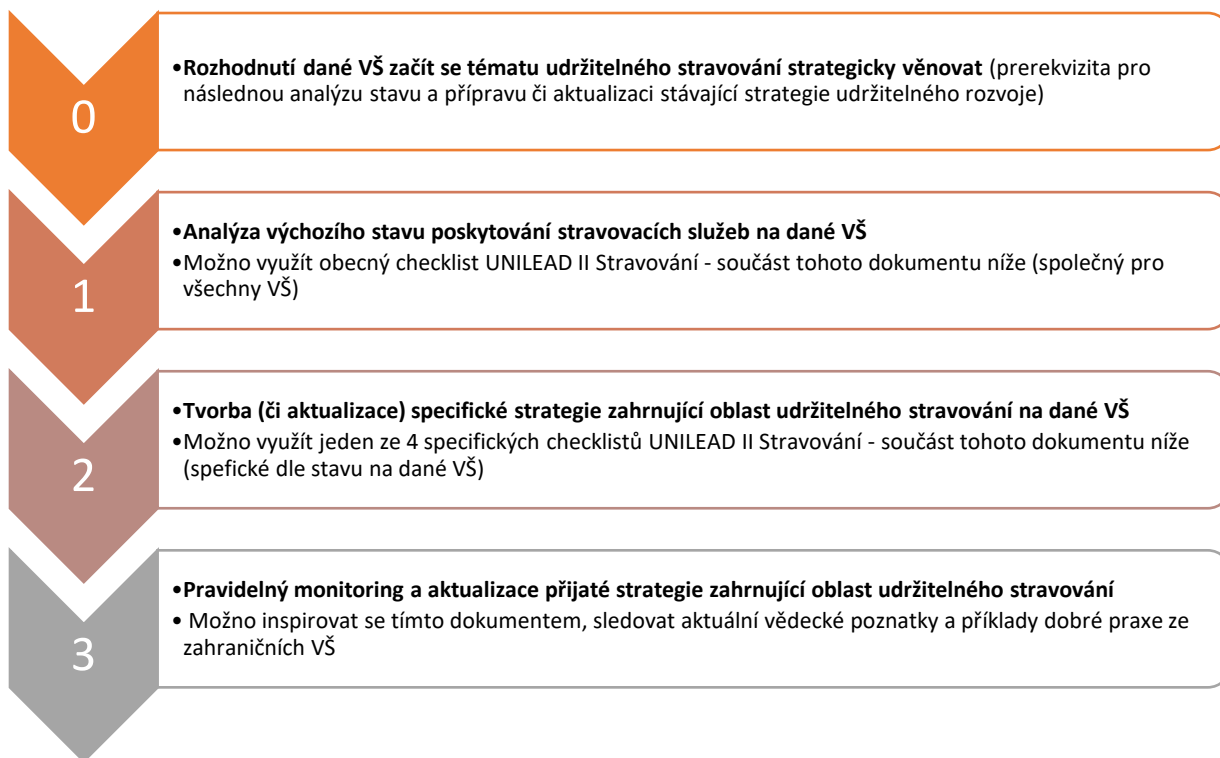 0
•Rozhodnutí dané VŠ začít se tématu udržitelného stravování strategicky věnovat (prerekvizita pro
následnou analýzu stavu a přípravu či aktualizaci stávající strategie udržitelného rozvoje)
1
•Analýza výchozího stavu poskytování stravovacích služeb na dané VŠ
•Možno využít obecný checklist UNILEAD II Stravování - součást tohoto dokumentu níže (společný pro
všechny VŠ)
2
•Tvorba (či aktualizace) specifické strategie zahrnující oblast udržitelného stravování na dané VŠ
•Možno využít jeden ze 4 specifických checklistů UNILEAD II Stravování - součást tohoto dokumentu níže
(spefické dle stavu na dané VŠ)
3
•Pravidelný monitoring a aktualizace přijaté strategie zahrnující oblast udržitelného stravování
• Možno inspirovat se tímto dokumentem, sledovat aktuální vědecké poznatky a příklady dobré praxe ze
zahraničních VŠ